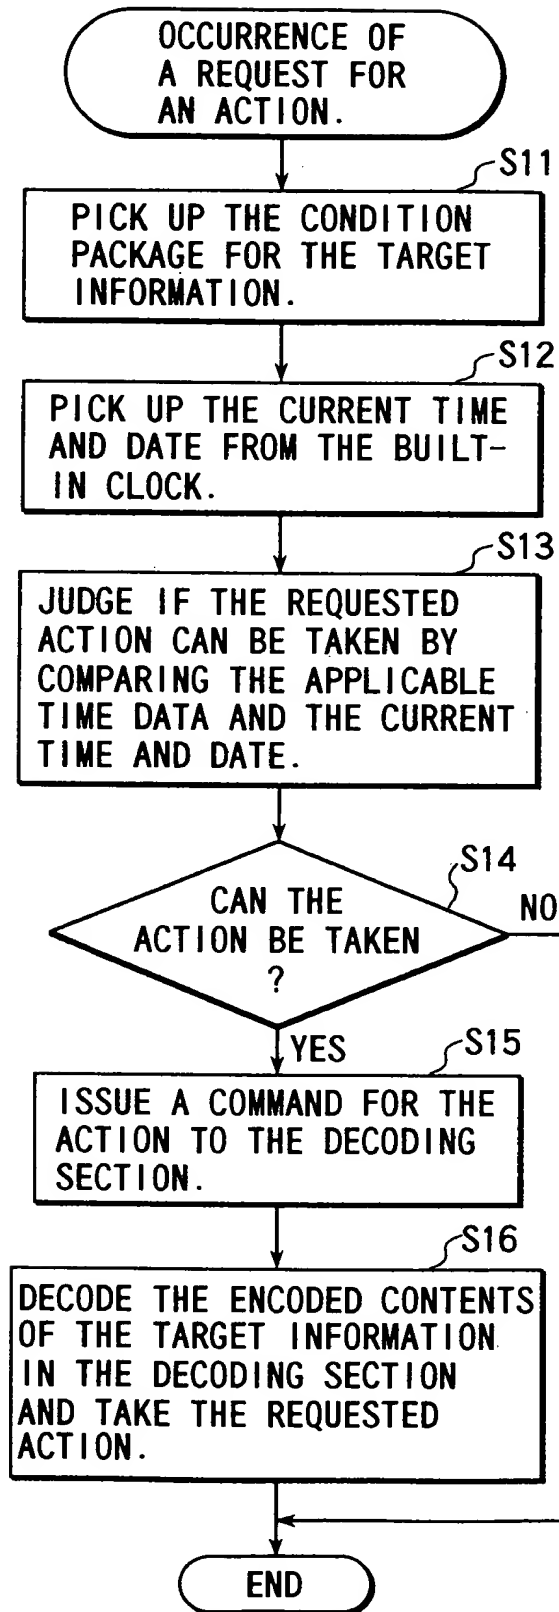 OCCURRENCE OF
A REQUEST FOR
AN ACTION.
S11
PICK UP THE CONDITION
PACKAGE FOR THE TARGET
INFORMATION.
S12
PICK UP THE CURRENT TIME
AND DATE FROM THE BUILT-
IN CLOCK.
S13
JUDGE IF THE REQUESTED
ACTION CAN BE TAKEN BY
COMPARING THE APPLICABLE
TIME DATA AND THE CURRENT
TIME AND DATE.
S14
CAN THE
ACTION BE TAKEN
?
NO
YES
S15
ISSUE A COMMAND FOR THE
ACTION TO THE DECODING
SECTION.
S16
DECODE THE ENCODED CONTENTS
OF THE TARGET INFORMATION
IN THE DECODING SECTION
AND TAKE THE REQUESTED
ACTION.
END